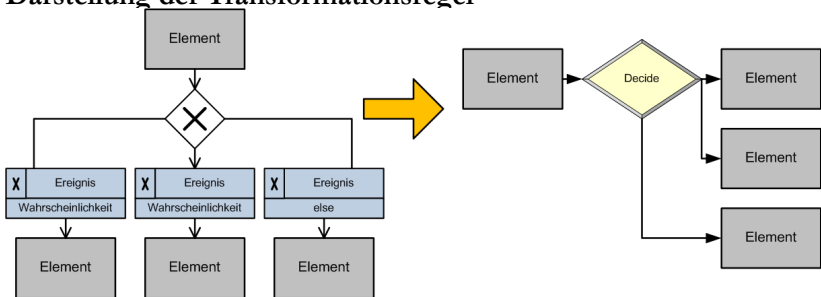 Darstellung der Transformationsregel
Element
X Ereignis
Wahrscheinlichkeit
X Ereignis
Wahrscheinlichkeit
X Ereignis
else
Element
Element
Element
Element
Decide
Element
Element
Element